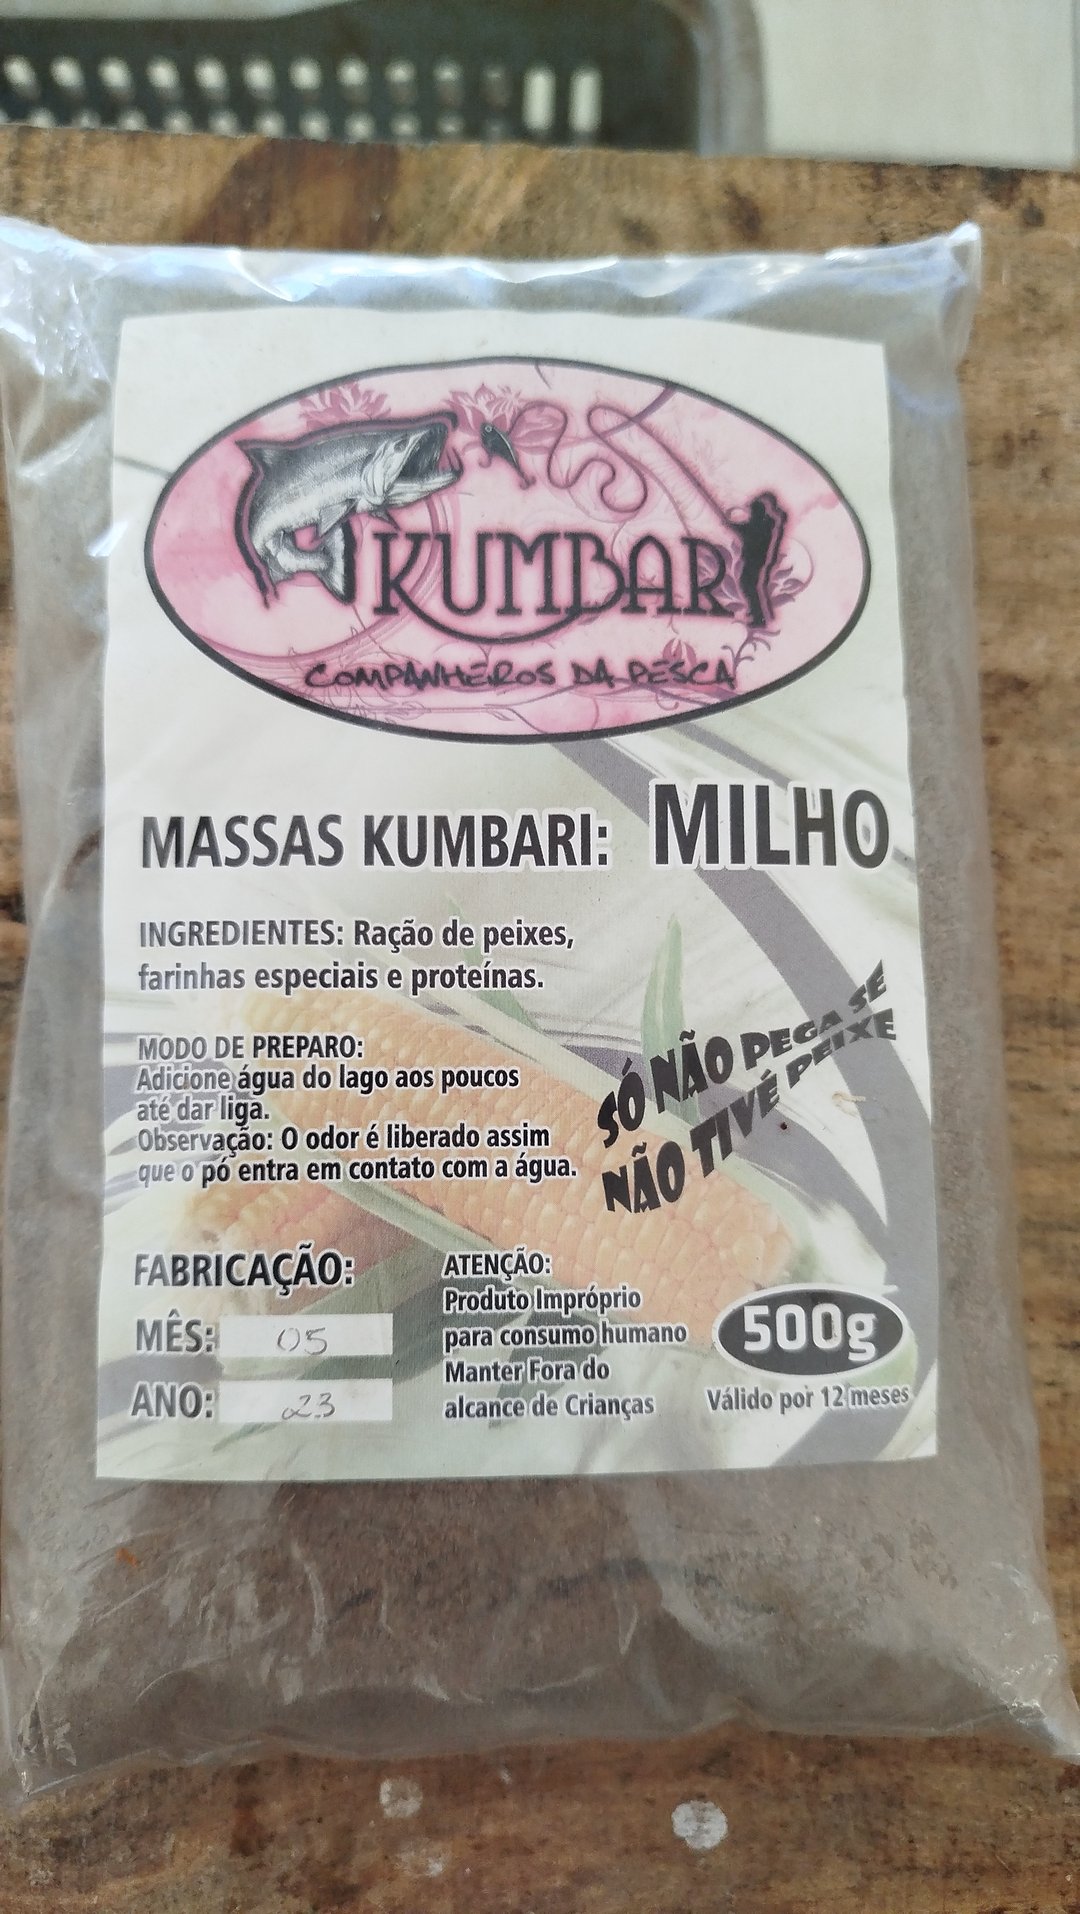 KUMBARI
COMPANHEIROS DA PESCA
MASSAS KUMBARI: MILHO
INGREDIENTES: Ração de peixes,
farinhas especiais e proteínas.
MODO DE PREPARO:
Adicione água do lago aos poucos
até dar liga.
Observação: O odor é liberado assim
que o pó entra em contato com a água.
SÓ NÃO PEGA SE
NÃO TIVÉ PEIXE
FABRICAÇÃO:
MÊS: 05
ANO: 23
ATENÇÃO:
Produto Impróprio
para consumo humano
Manter Fora do
alcance de Crianças
500g
Válido por 12 meses